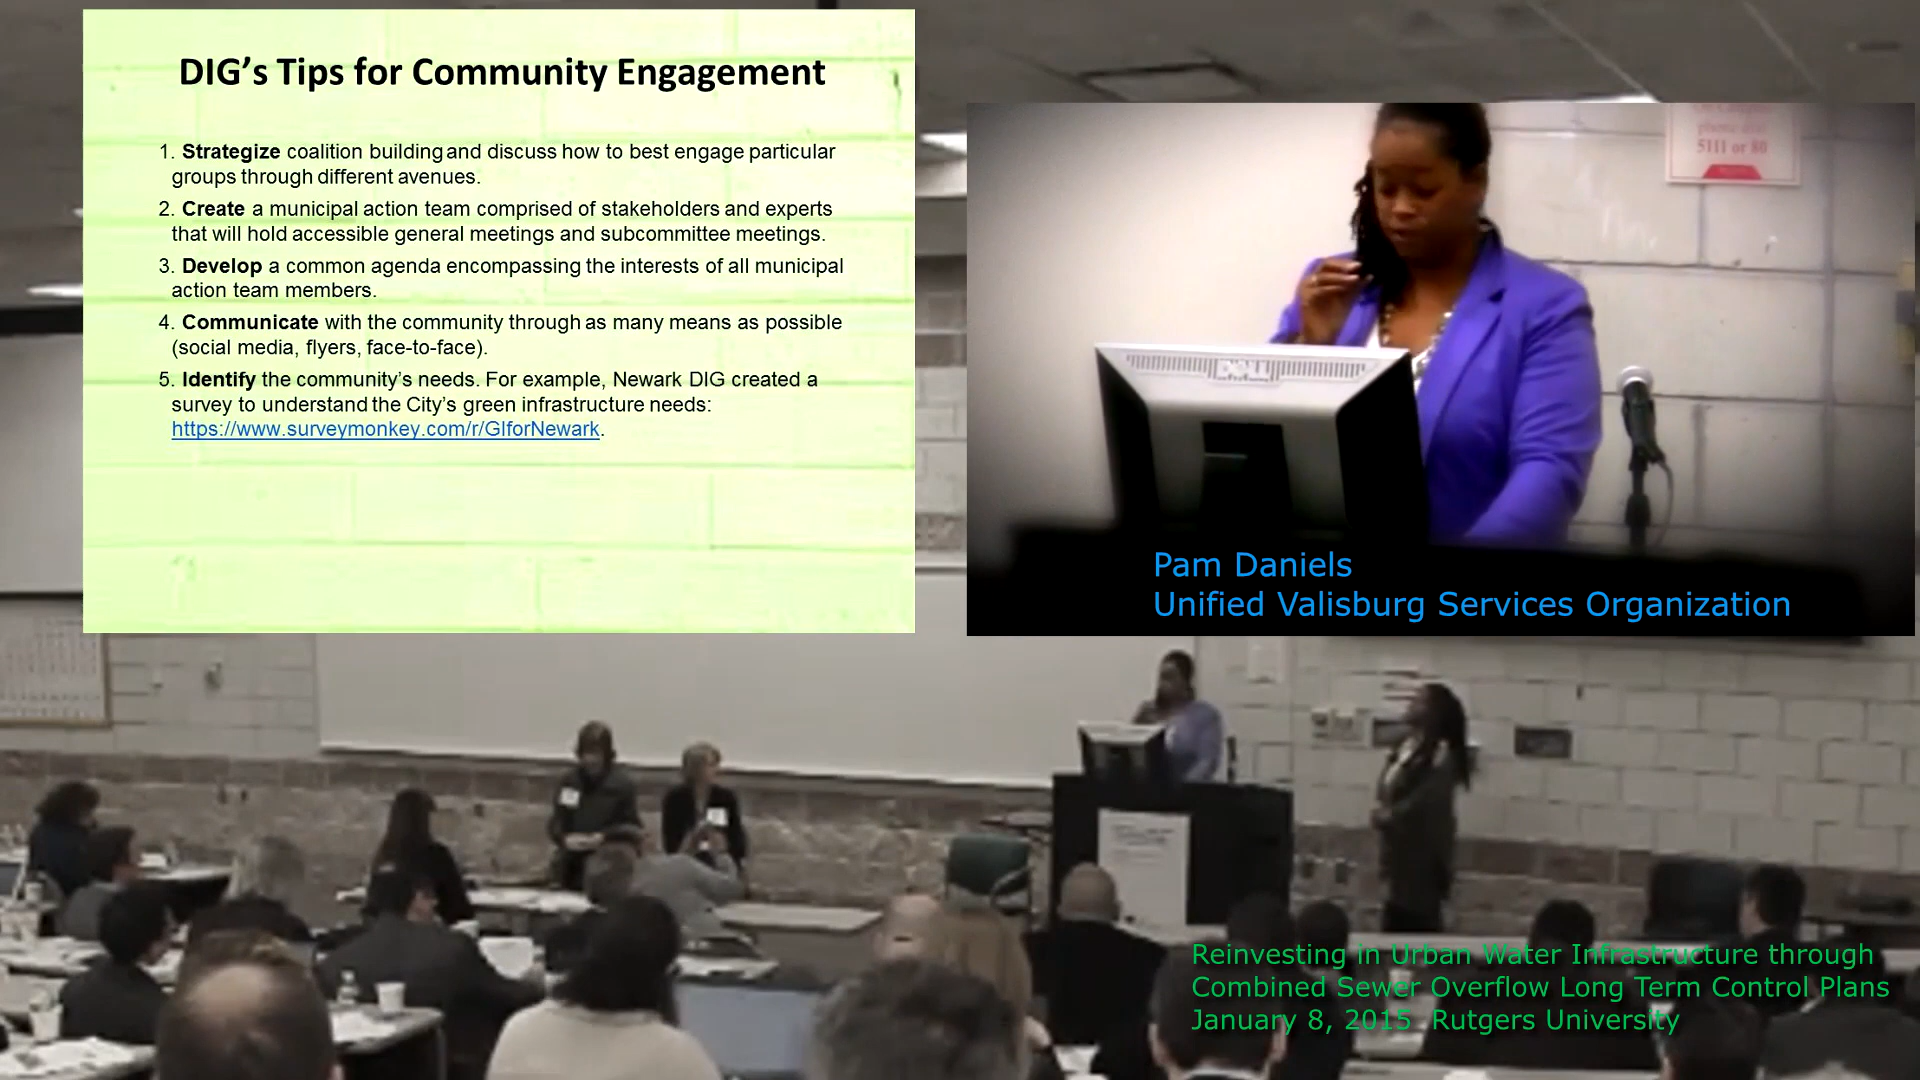 DIG's Tips for Community Engagement
1. Strategize coalition building and discuss how to best engage particular
groups through different avenues.
2. Create a municipal action team comprised of stakeholders and experts
that will hold accessible general meetings and subcommittee meetings.
3. Develop a common agenda encompassing the interests of all municipal
action team members.
4. Communicate with the community through as many means as possible
(social media, flyers, face-to-face).
5. Identify the community's needs. For example, Newark DIG created a
survey to understand the City's green infrastructure needs:
https://www.surveymonkey.com/r/GIforNewark.
phone dial
5111 or 80
DELL
Pam Daniels
Unified Valisburg Services Organization
Reinvesting in Urban Water Infrastructure through
Combined Sewer Overflow Long Term Control Plans
January 8, 2015 Rutgers University